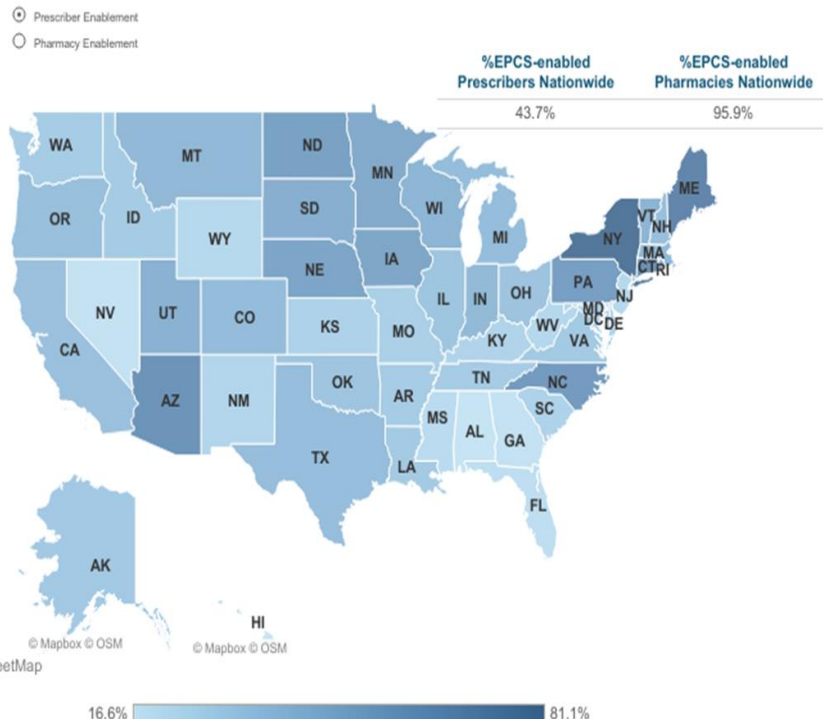 Prescriber Enablement
Pharmacy Enablement
%EPCS-enabled
Prescribers Nationwide
%EPCS-enabled
Pharmacies Nationwide
43.7%
95.9%
WA
MT
ND
MN
ME
OR
ID
SD
WI
VT
NH
WY
MI
NY
MA
CT
RI
NE
IA
PA
NJ
NV
UT
CO
IL
IN
OH
MD
DC
DE
KS
MO
WV
VA
CA
KY
AZ
NM
OK
AR
TN
NC
SC
MS
AL
GA
TX
LA
FL
AK
HI
© Mapbox © OSM
© Mapbox © OSM
eetMap
16.6%
81.1%